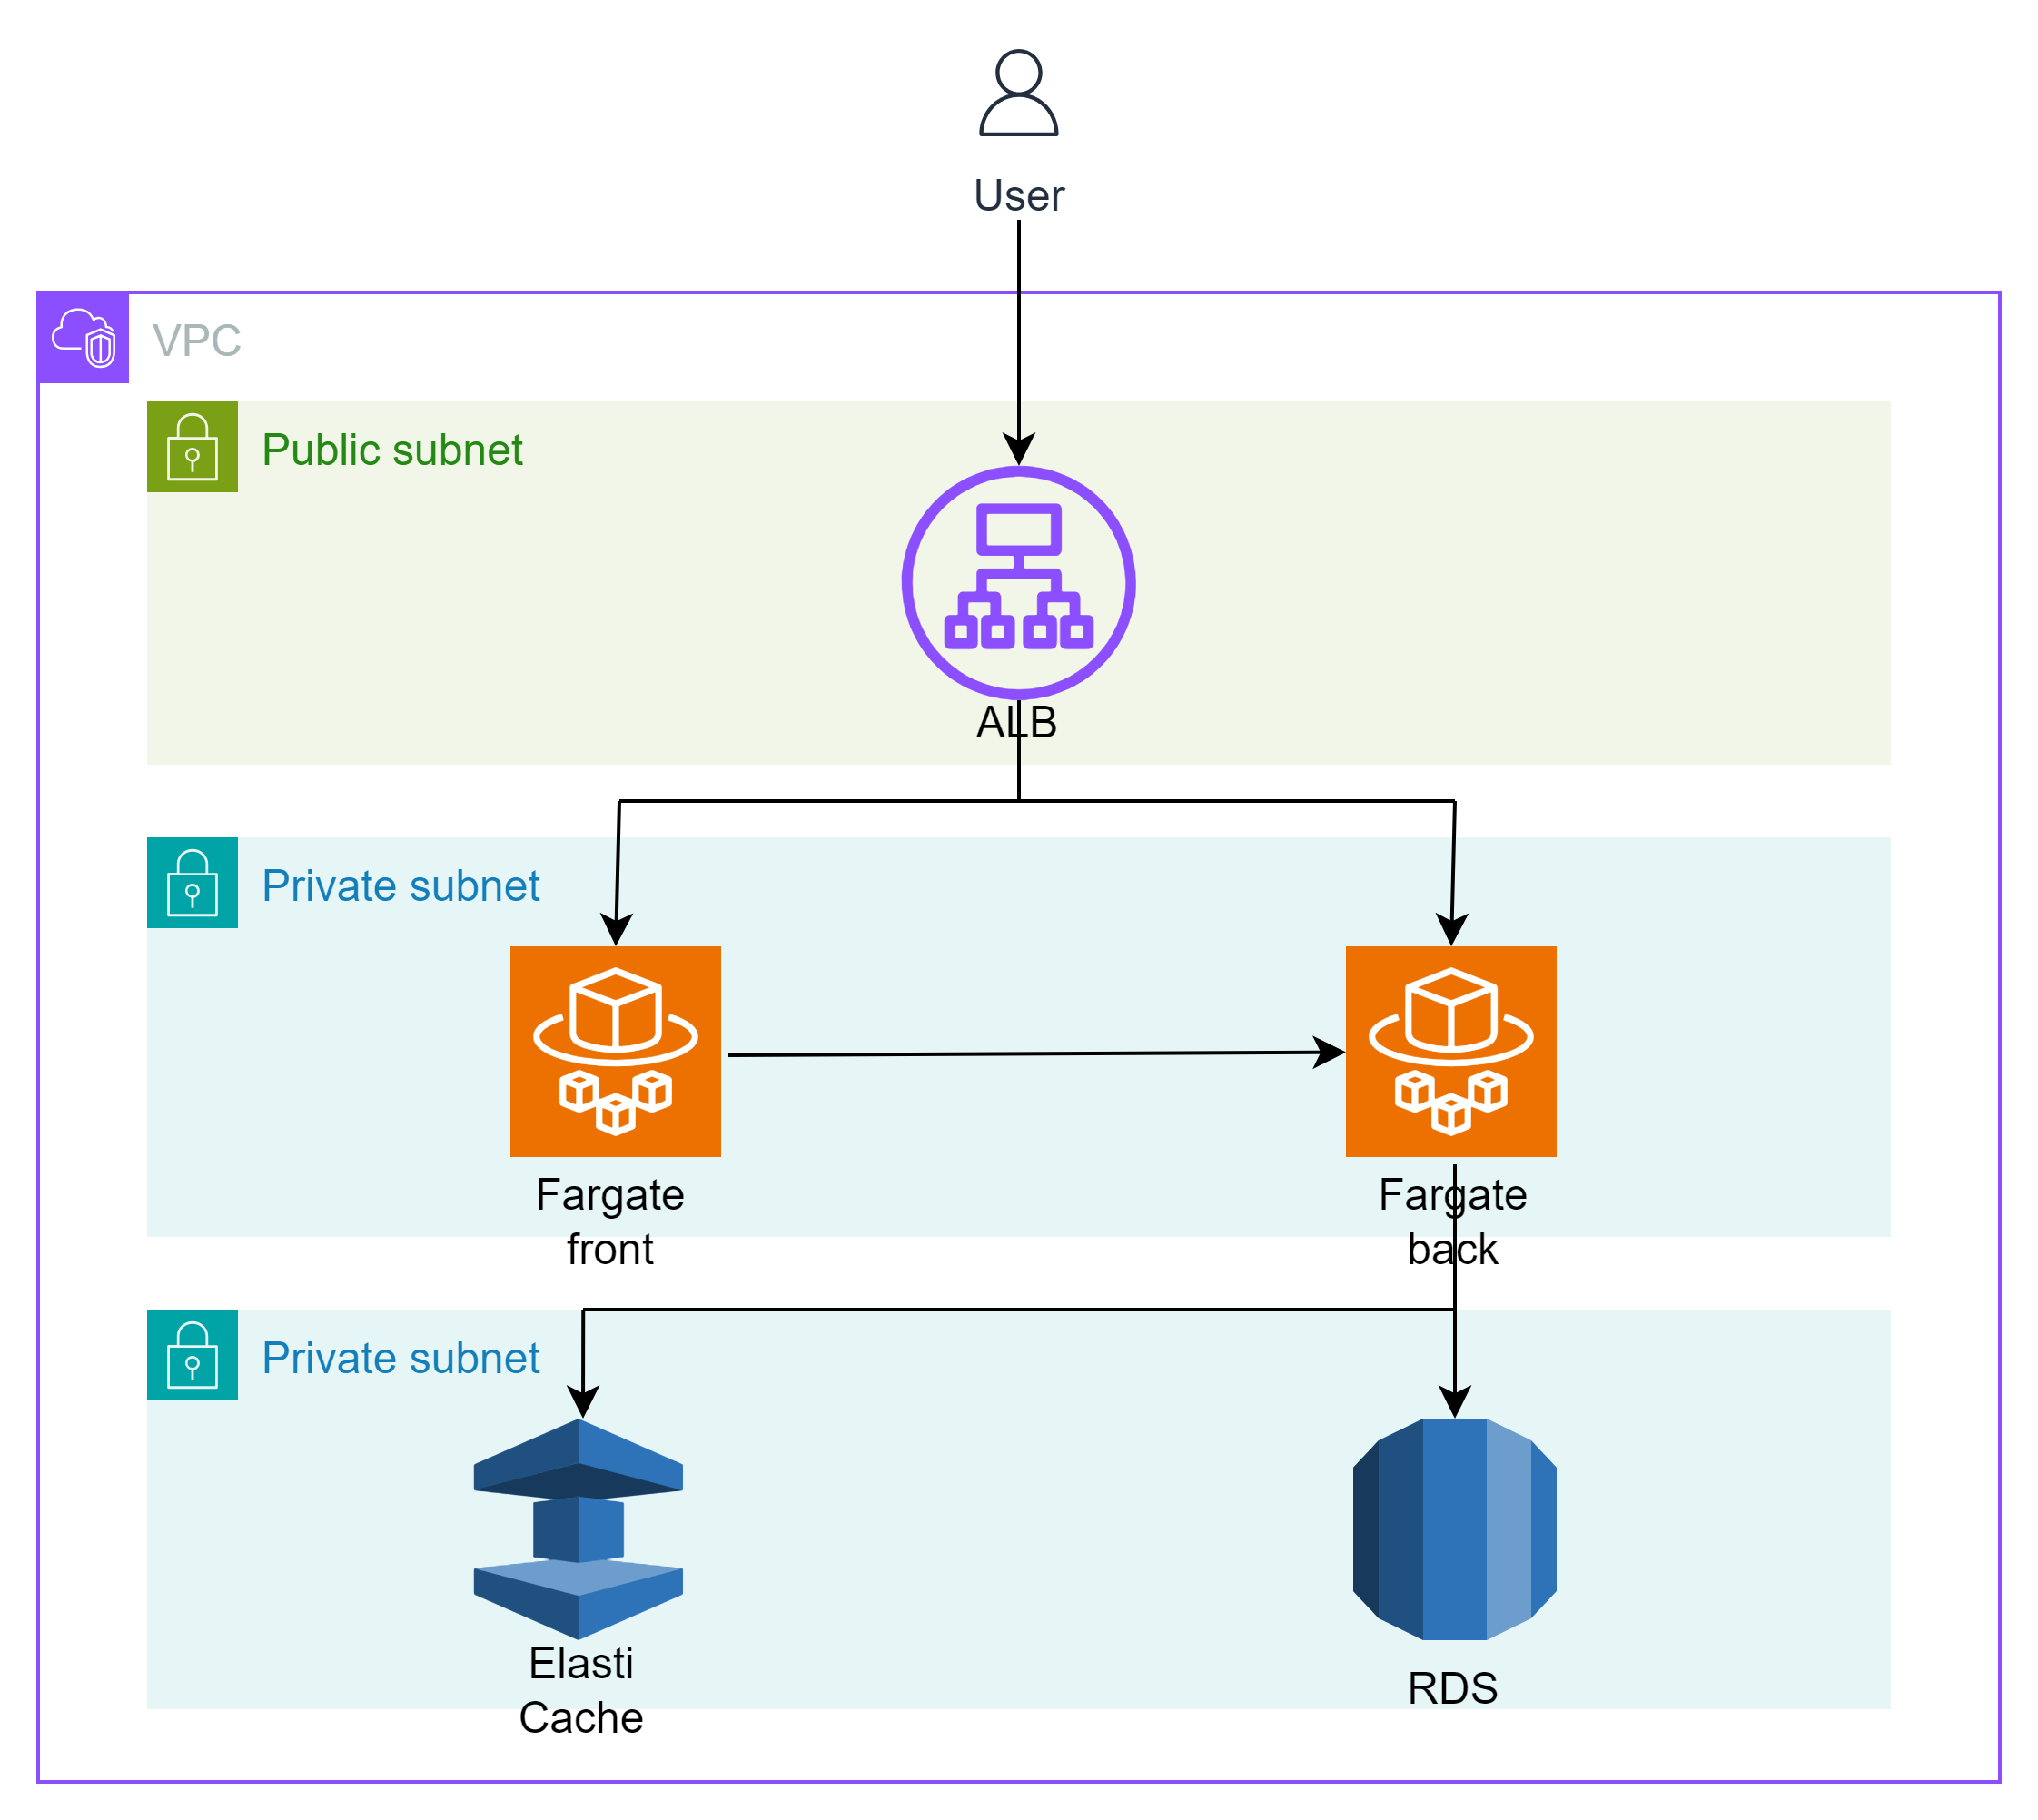 User
VPC
Public subnet
ALB
Private subnet
Fargate
front
Fargate
back
Private subnet
Elasti
Cache
RDS